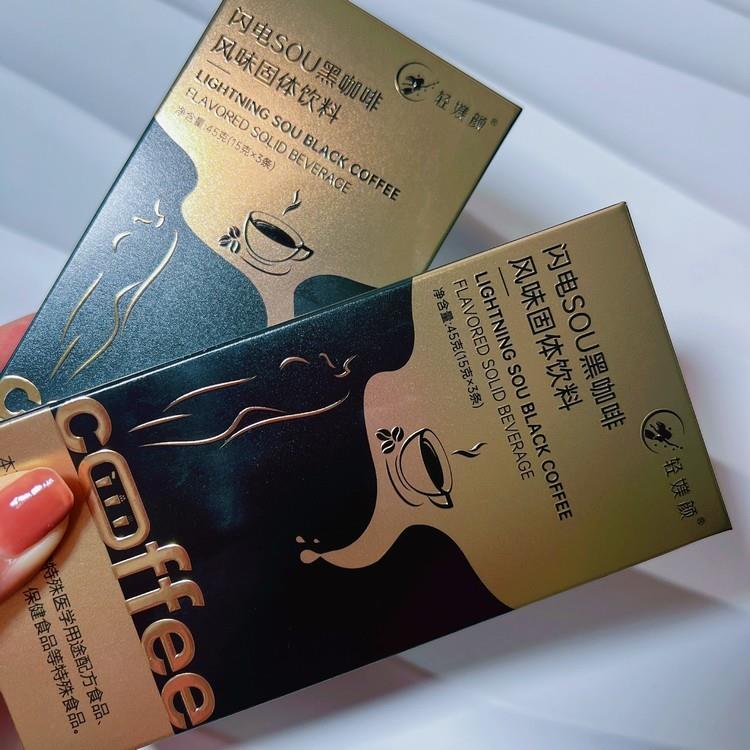 闪电SOU黑咖啡
风味固体饮料
LIGHTNING SOU BLACK COFFEE
FLAVORED SOLID BEVERAGE
净含量:45克(15克×3条)
轻媄颜®
闪电SOU黑咖啡
风味固体饮料
LIGHTNING SOU BLACK COFFEE
FLAVORED SOLID BEVERAGE
净含量:45克(15克×3条)
轻媄颜®
coffee
本
特殊医学用途配方食品、
保健食品等特殊食品。